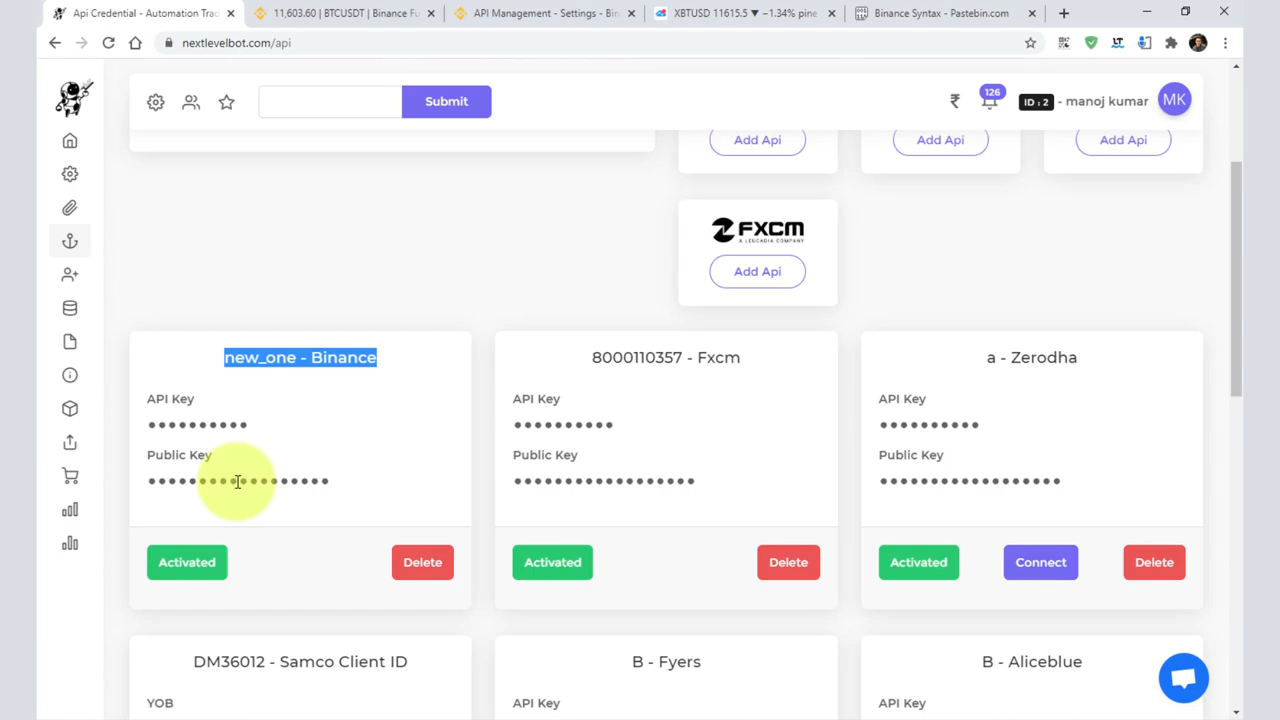 Api Credential - Automation Trac
11,603.60 | BTCUSDT | Binance Fu
API Management - Settings - Bin
XBTUSD 11615.5 ▼ −1.34% pine
Binance Syntax - Pastebin.com
nextlevelbot.com/api
Submit
₹
126
ID : 2 - manoj kumar
MK
Add Api
Add Api
Add Api
FXCM
A LEUCADIA COMPANY
Add Api
new_one - Binance
API Key
Public Key
Activated
Delete
8000110357 - Fxcm
API Key
Public Key
Activated
Delete
a - Zerodha
API Key
Public Key
Activated
Connect
Delete
DM36012 - Samco Client ID
YOB
B - Fyers
API Key
B - Aliceblue
API Key